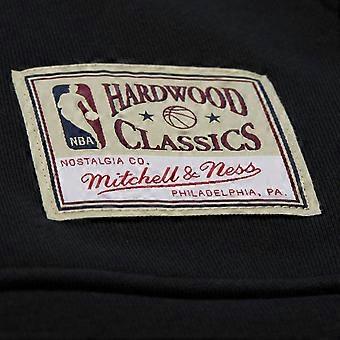 NBA
HARDWOOD
CLASSICS
NOSTALGIA CO.
Mitchell & Ness
PHILADELPHIA, PA.